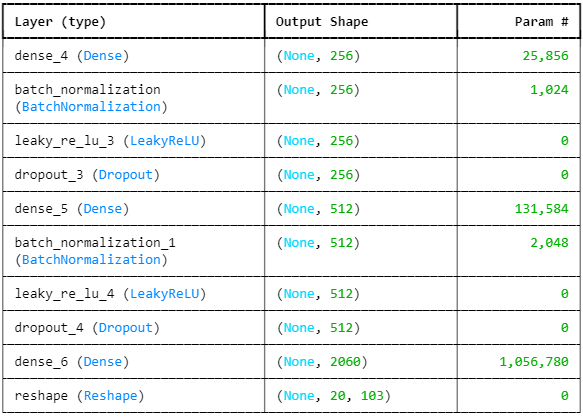 Layer (type) Output Shape Param #
dense_4 (Dense) (None, 256) 25,856
batch_normalization (None, 256) 1,024
(BatchNormalization)
leaky_re_lu_3 (LeakyReLU) (None, 256) 0
dropout_3 (Dropout) (None, 256) 0
dense_5 (Dense) (None, 512) 131,584
batch_normalization_1 (None, 512) 2,048
(BatchNormalization)
leaky_re_lu_4 (LeakyReLU) (None, 512) 0
dropout_4 (Dropout) (None, 512) 0
dense_6 (Dense) (None, 2060) 1,056,780
reshape (Reshape) (None, 20, 103) 0